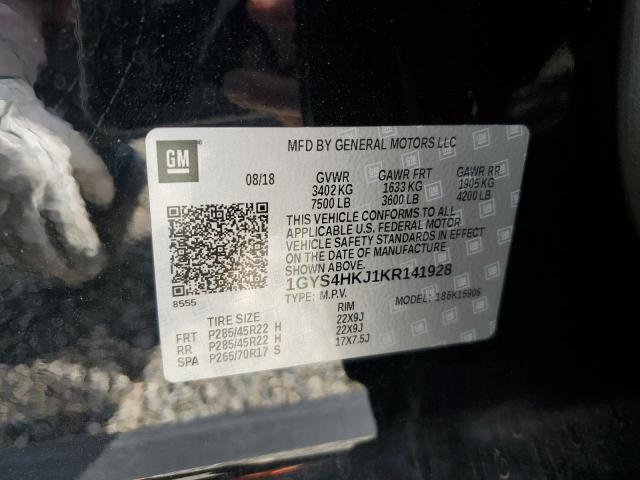 GM
MFD BY GENERAL MOTORS LLC
08/18 GVWR GAWR FRT GAWR RR
3402 KG 1633 KG 1905 KG
7500 LB 3600 LB 4200 LB
THIS VEHICLE CONFORMS TO ALL
APPLICABLE U.S. FEDERAL MOTOR
VEHICLE SAFETY STANDARDS IN EFFECT
ON THE DATE OF MANUFACTURE
SHOWN ABOVE.
8555
1GYS4HKJ1KR141928
TYPE: M.P.V. MODEL: 186K15906
TIRE SIZE RIM
FRT P285/45R22 H 22X9J
RR P285/45R22 H 22X9J
SPA P265/70R17 S 17X7.5J